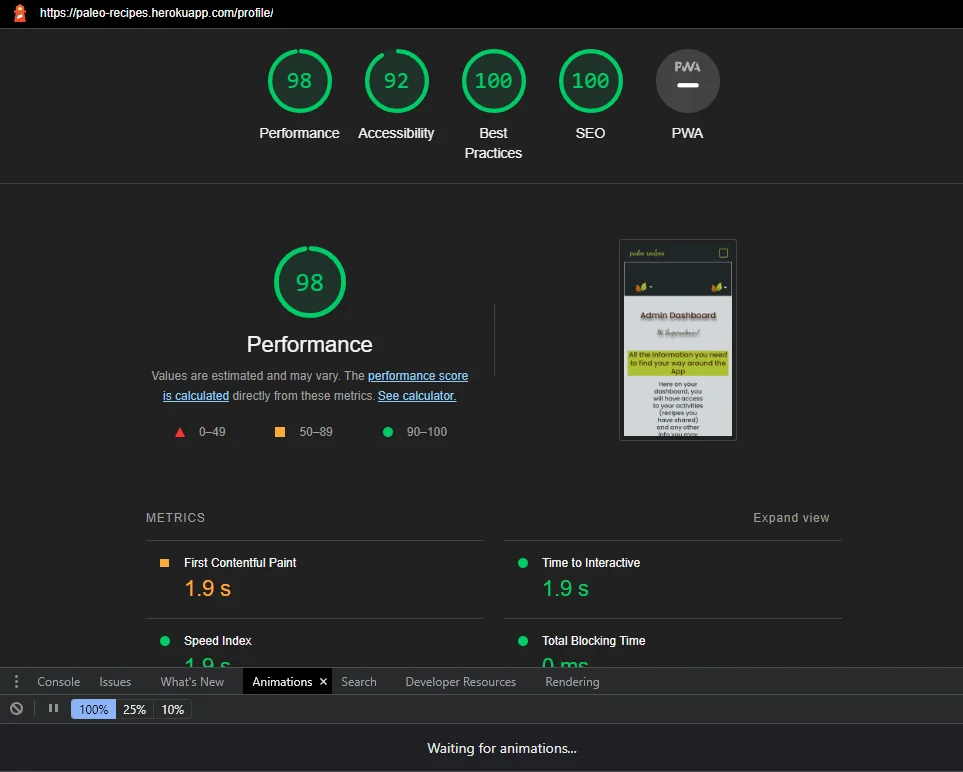 https://paleo-recipes.herokuapp.com/profile/
98 92 100 100 PWA
Performance Accessibility Best Practices SEO PWA
98
Performance
Values are estimated and may vary. The performance score
is calculated directly from these metrics. See calculator.
0–49 50–89 90–100
paleo recipes
Admin Dashboard
Hi Superadmin!
All the information you need
to find your way around the
App
Here on your
dashboard, you
will have access
to your activities
(recipes you
have shared)
and any other
info you may
METRICS Expand view
First Contentful Paint Time to Interactive
1.9 s 1.9 s
Speed Index Total Blocking Time
1.9 s 0 ms
Console Issues What's New Animations × Search Developer Resources Rendering
100% 25% 10%
Waiting for animations...